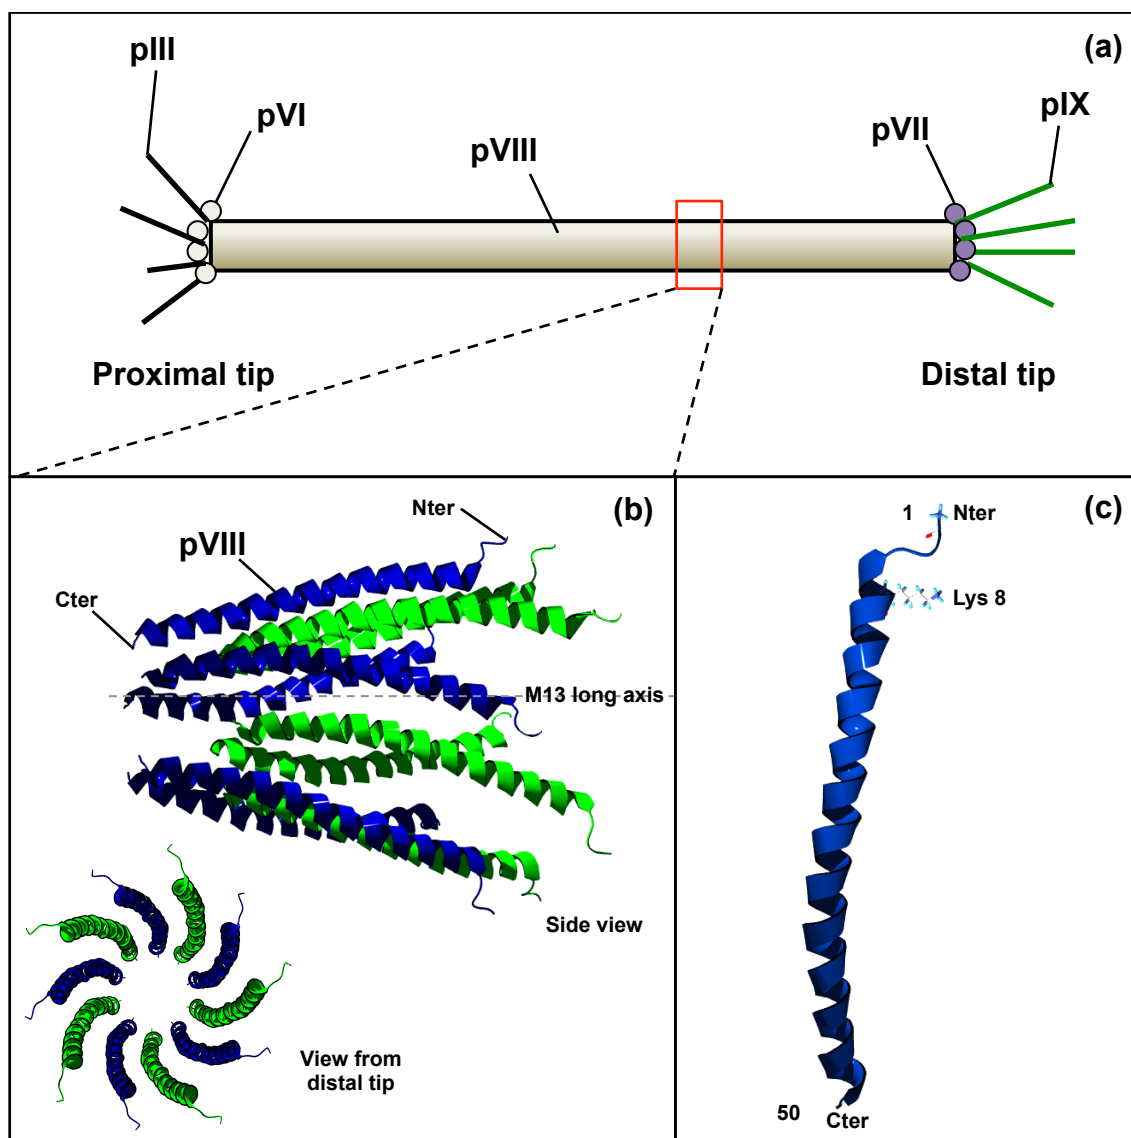 (a)
pIII
pVI
pVIII
pVII
pIX
Proximal tip
Distal tip
(b)
Nter
pVIII
Cter
M13 long axis
Side view
View from
distal tip
(c)
1
Nter
Lys 8
50
Cter